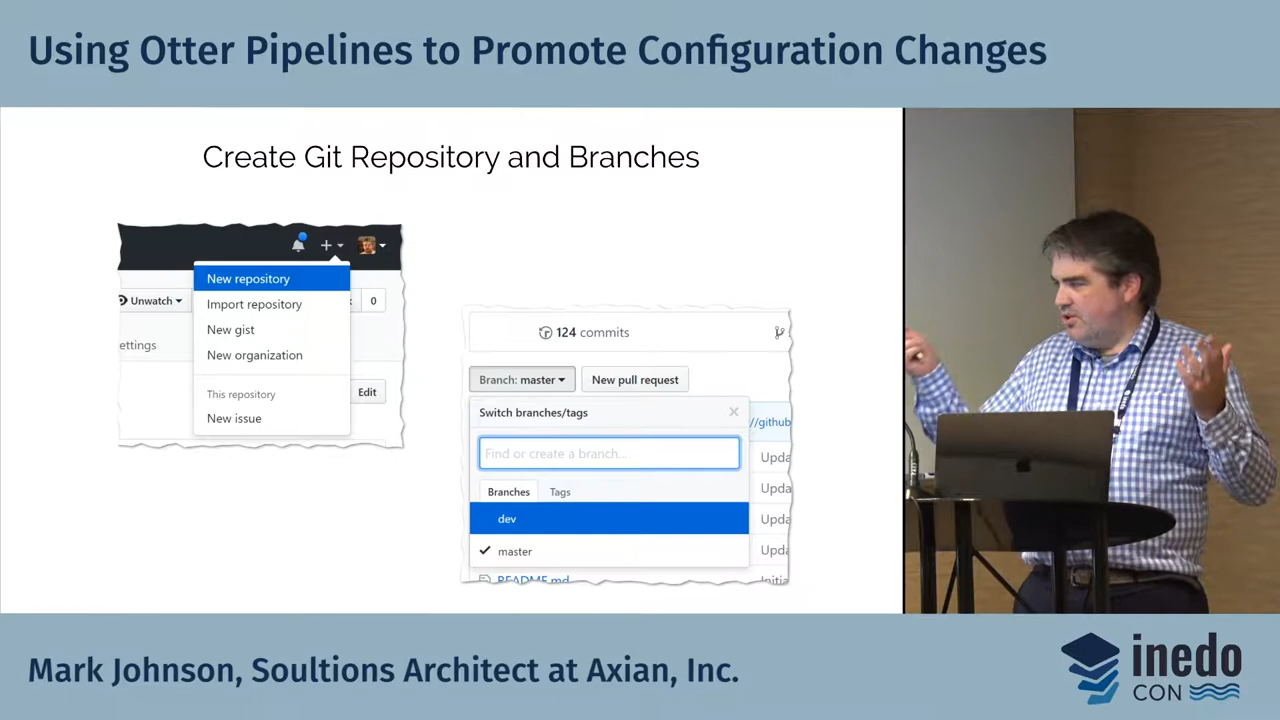 Using Otter Pipelines to Promote Configuration Changes
Create Git Repository and Branches
New repository
Unwatch
0
Import repository
New gist
ettings
New organization
This repository
Edit
New issue
124 commits
Branch: master
New pull request
Switch branches/tags
//github
Find or create a branch...
Upda
Branches
Tags
Upda
dev
Upda
master
Upda
README.md
Initia
Mark Johnson, Soultions Architect at Axian, Inc.
inedo
CON